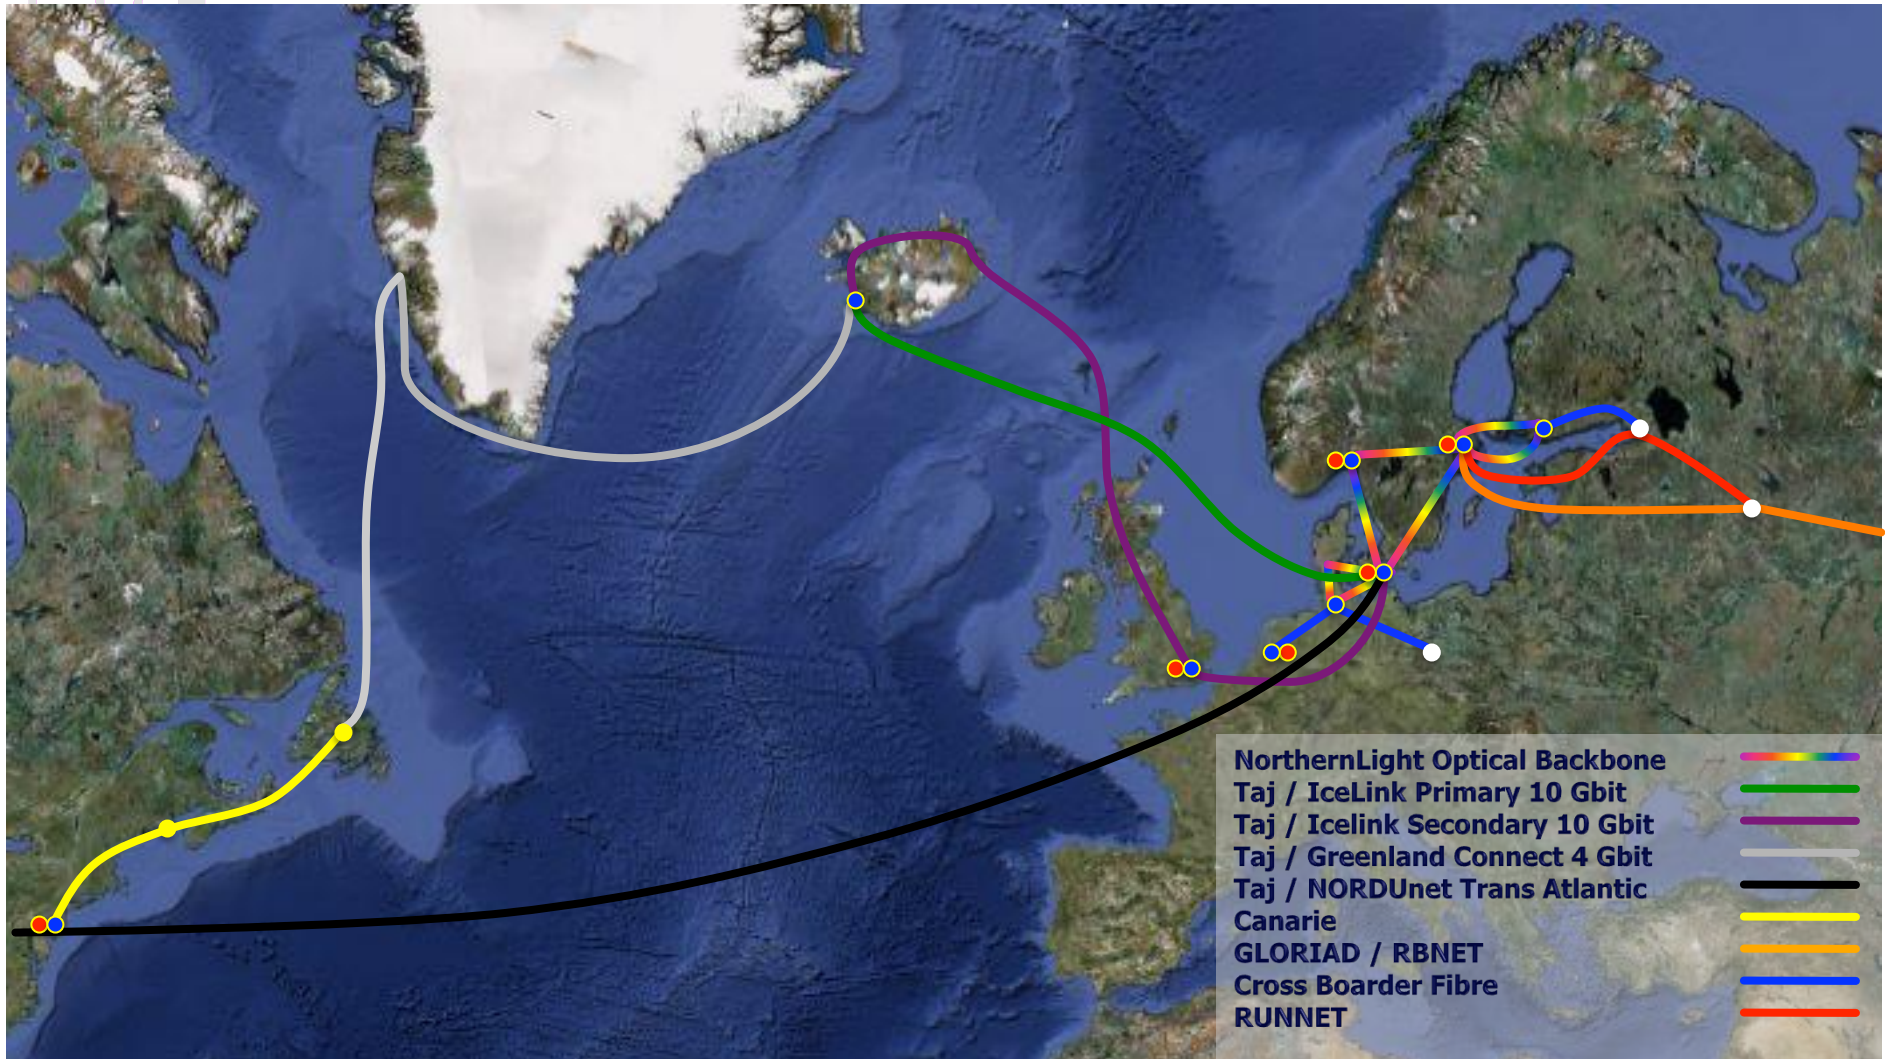 NorthernLight Optical Backbone
Taj / IceLink Primary 10 Gbit
Taj / Icelink Secondary 10 Gbit
Taj / Greenland Connect 4 Gbit
Taj / NORDUnet Trans Atlantic
Canarie
GLORIAD / RBNET
Cross Boarder Fibre
RUNNET